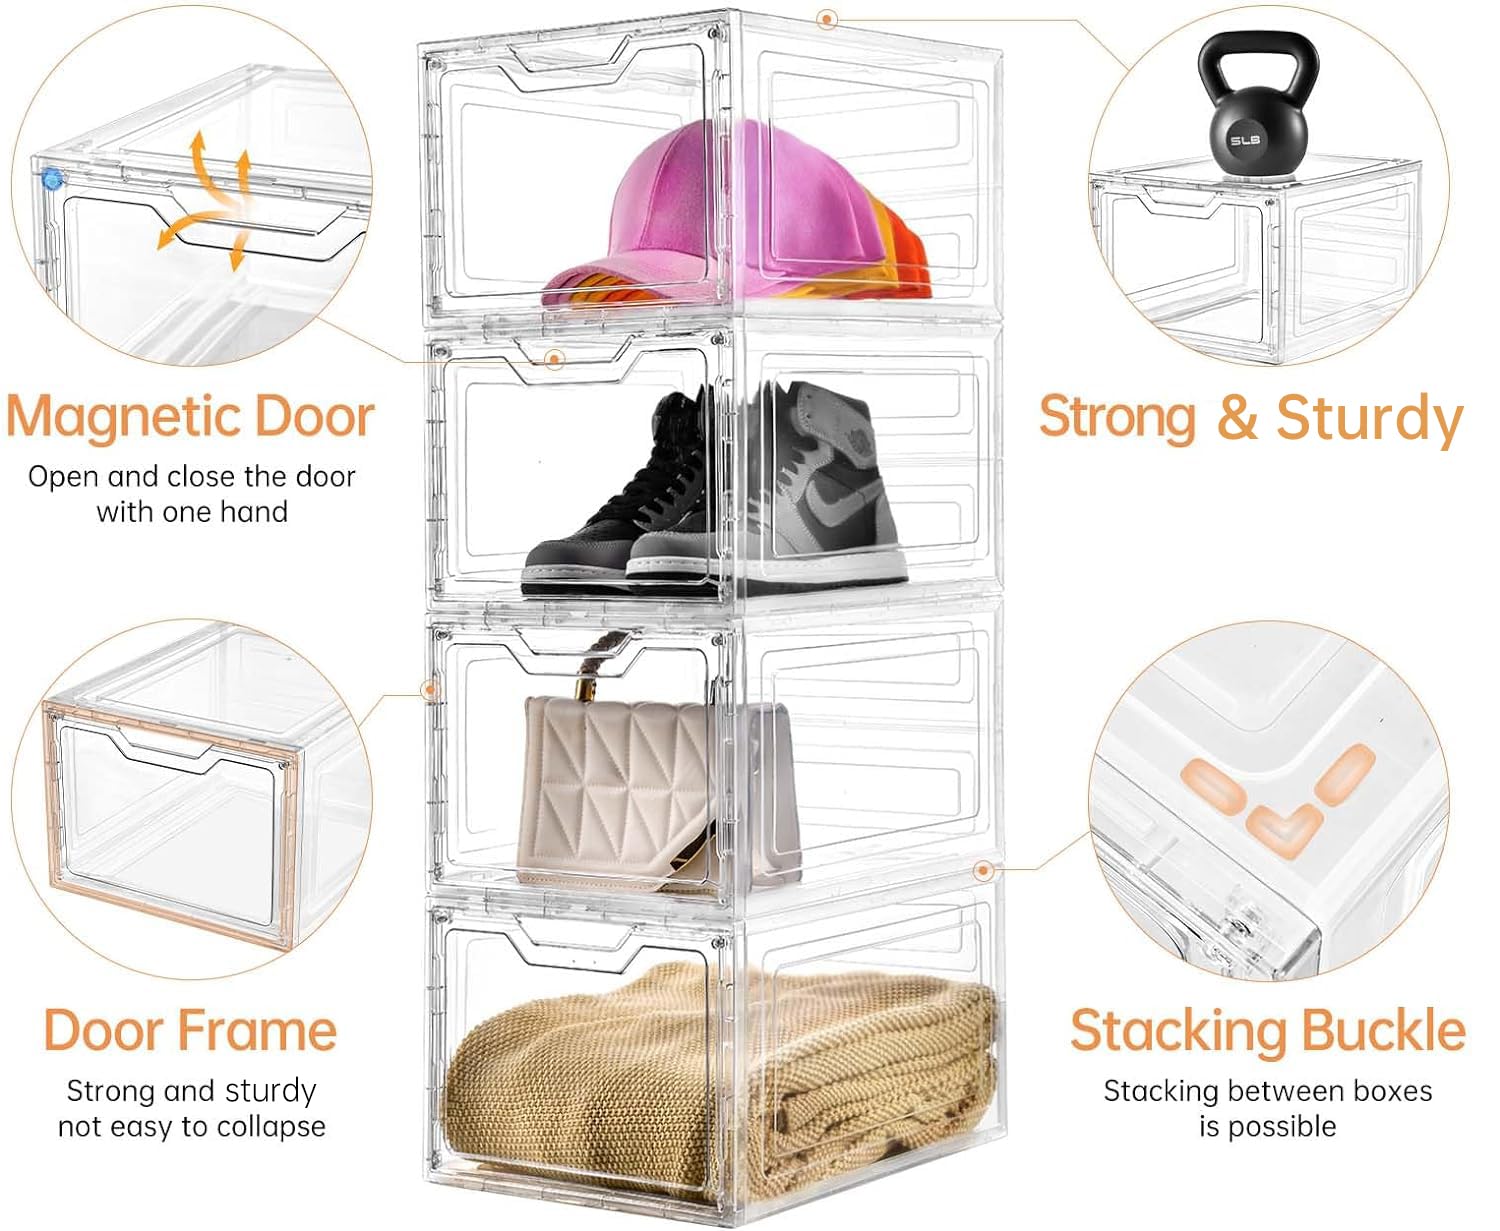 5LB
Magnetic Door
Open and close the door
with one hand
Strong & Sturdy
Door Frame
Strong and sturdy
not easy to collapse
Stacking Buckle
Stacking between boxes
is possible